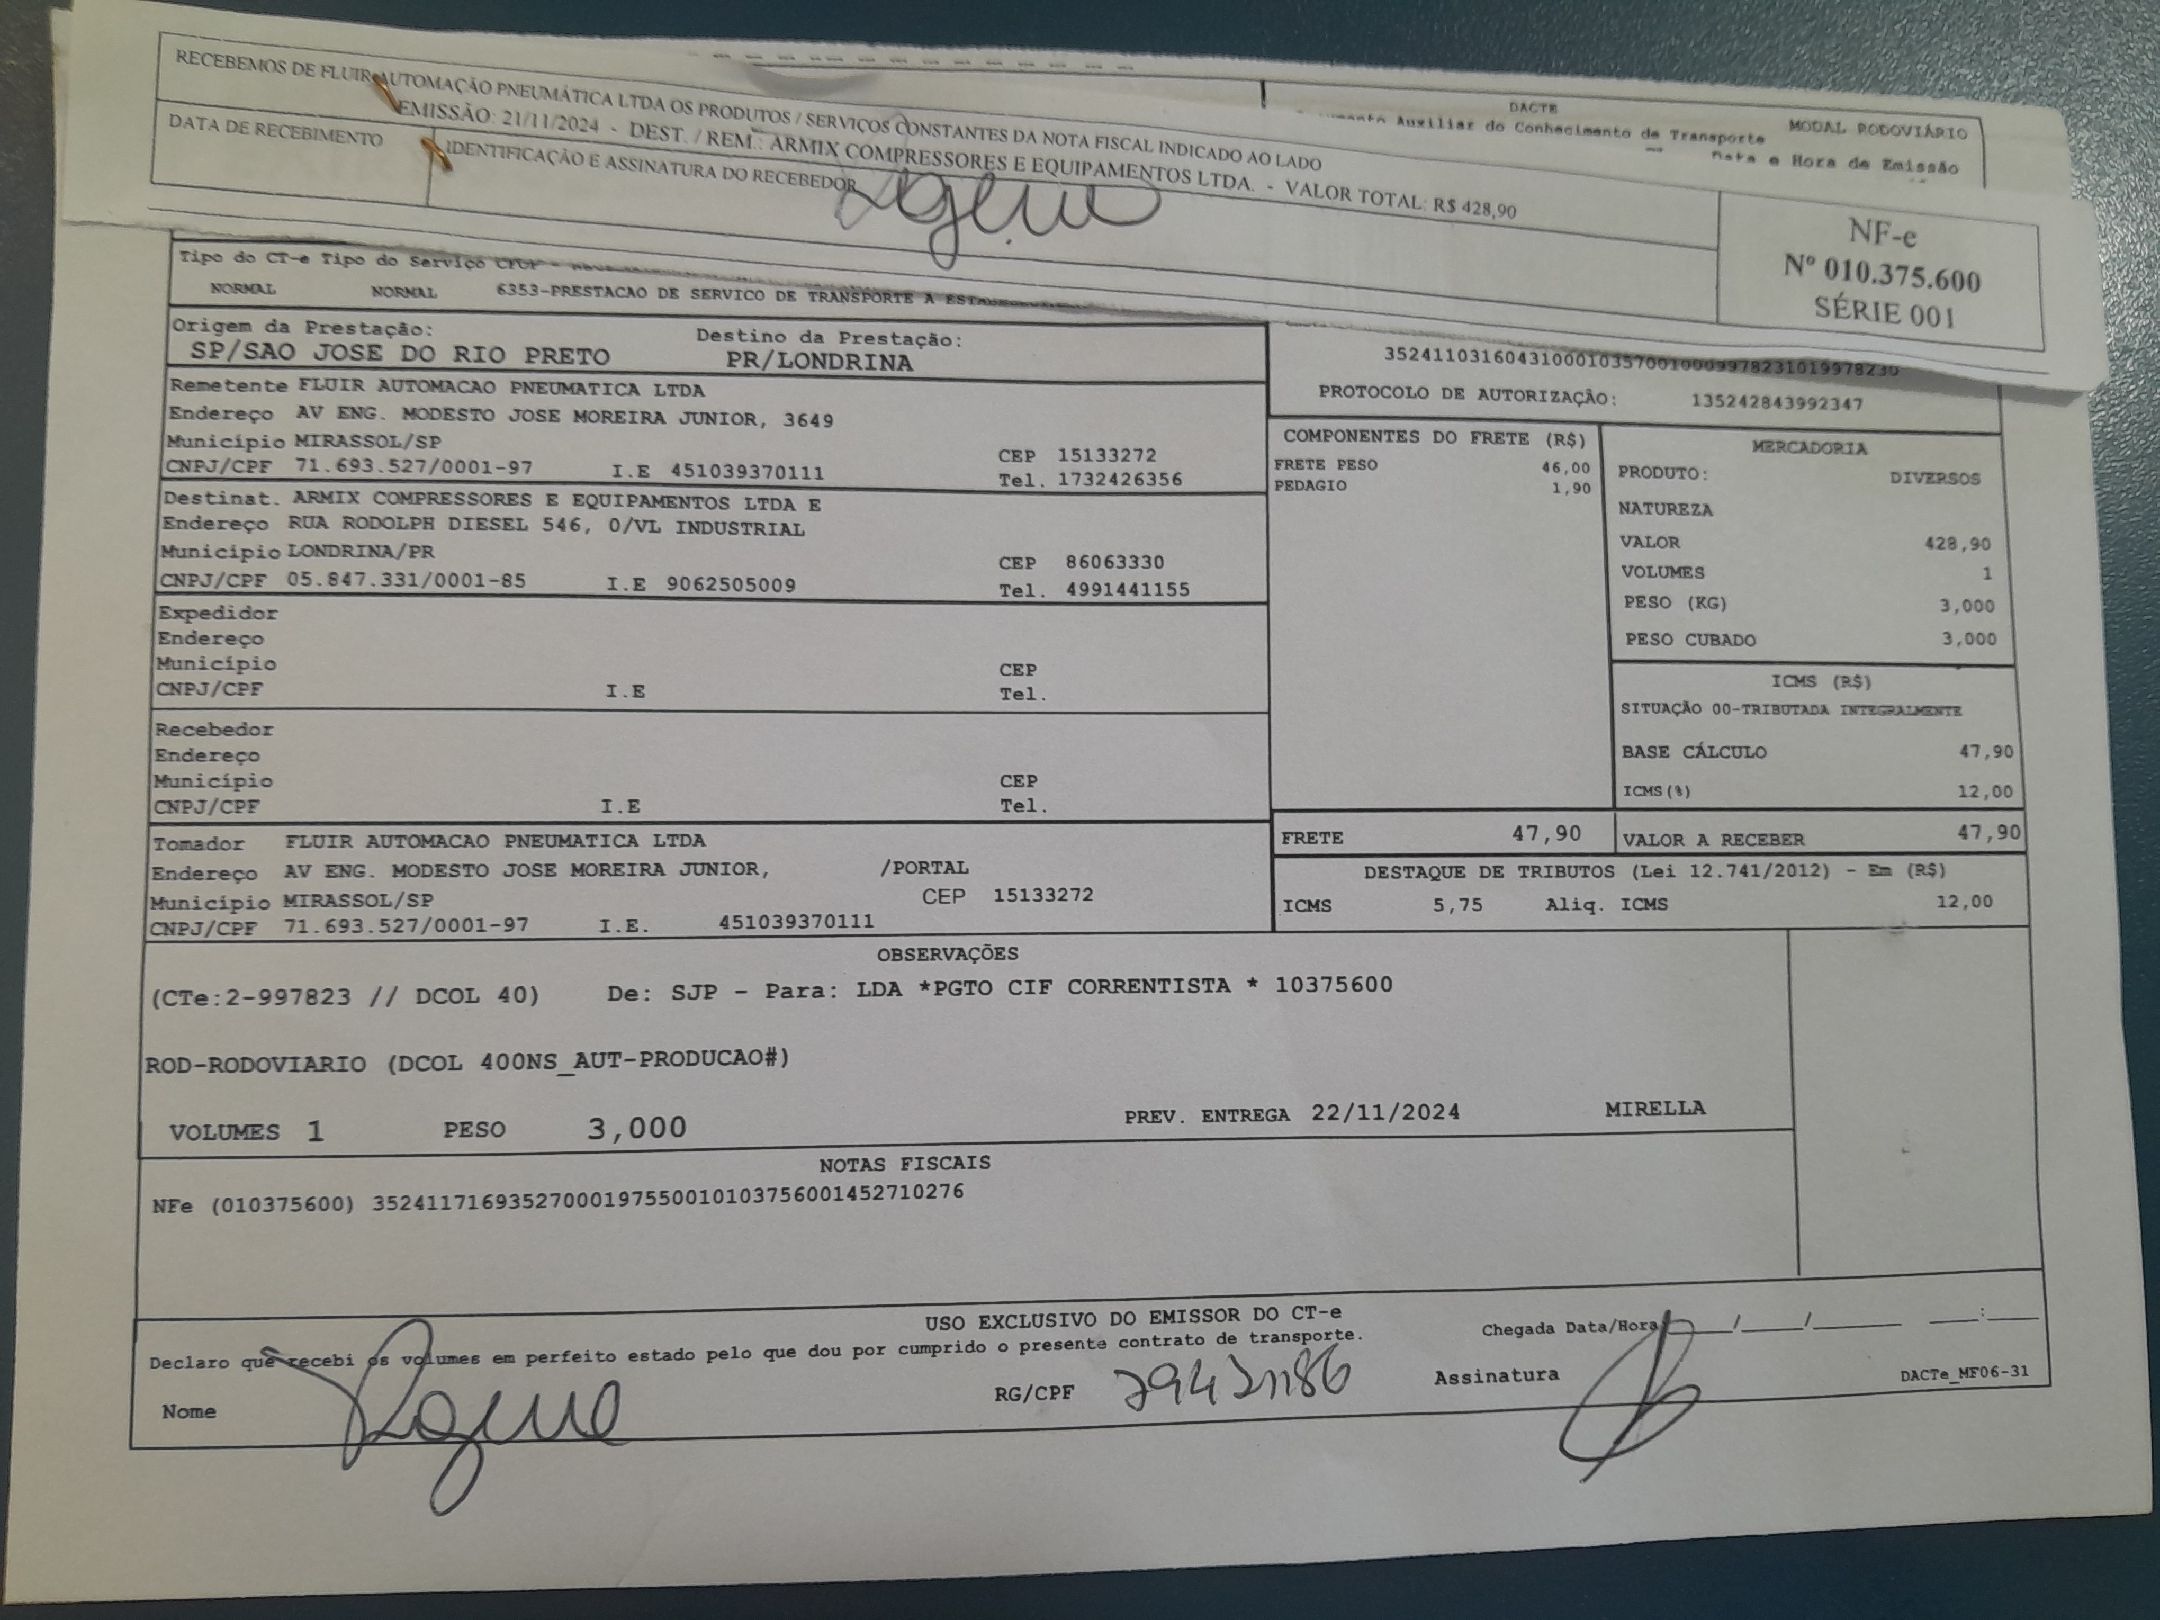 RECEBEMOS DE FLUIR AUTOMAÇÃO PNEUMÁTICA LTDA OS PRODUTOS / SERVIÇOS CONSTANTES DA NOTA FISCAL INDICADO AO LADO
EMISSÃO: 21/11/2024 - DEST. / REM.: ARMIX COMPRESSORES E EQUIPAMENTOS LTDA. - VALOR TOTAL: R$ 428,90
DATA DE RECEBIMENTO
IDENTIFICAÇÃO E ASSINATURA DO RECEBEDOR
NF-e
Nº 010.375.600
SÉRIE 001
DACTE
Auxiliar do Conhecimento de Transporte
MODAL RODOVIÁRIO
Data e Hora de Emissão
Tipo do CT-e Tipo do Serviço CFOP -
NORMAL NORMAL 6353-PRESTACAO DE SERVICO DE TRANSPORTE A
Origem da Prestação: Destino da Prestação:
SP/SAO JOSE DO RIO PRETO PR/LONDRINA
Remetente FLUIR AUTOMACAO PNEUMATICA LTDA
Endereço AV ENG. MODESTO JOSE MOREIRA JUNIOR, 3649
Município MIRASSOL/SP CEP 15133272
CNPJ/CPF 71.693.527/0001-97 I.E 451039370111 Tel. 1732426356
Destinat. ARMIX COMPRESSORES E EQUIPAMENTOS LTDA E
Endereço RUA RODOLPH DIESEL 546, 0/VL INDUSTRIAL
Município LONDRINA/PR CEP 86063330
CNPJ/CPF 05.847.331/0001-85 I.E 9062505009 Tel. 4991441155
Expedidor
Endereço
Município CEP
CNPJ/CPF I.E Tel.
Recebedor
Endereço
Município CEP
CNPJ/CPF I.E Tel.
Tomador FLUIR AUTOMACAO PNEUMATICA LTDA
Endereço AV ENG. MODESTO JOSE MOREIRA JUNIOR, /PORTAL
Município MIRASSOL/SP CEP 15133272
CNPJ/CPF 71.693.527/0001-97 I.E. 451039370111
35241103160431000103570010009978231019978230
PROTOCOLO DE AUTORIZAÇÃO: 135242843992347
COMPONENTES DO FRETE (R$)
FRETE PESO 46,00
PEDAGIO 1,90
MERCADORIA
PRODUTO: DIVERSOS
NATUREZA
VALOR 428,90
VOLUMES 1
PESO (KG) 3,000
PESO CUBADO 3,000
ICMS (R$)
SITUAÇÃO 00-TRIBUTADA INTEGRALMENTE
BASE CÁLCULO 47,90
ICMS(%) 12,00
FRETE 47,90 VALOR A RECEBER 47,90
DESTAQUE DE TRIBUTOS (Lei 12.741/2012) - Em (R$)
ICMS 5,75 Aliq. ICMS 12,00
OBSERVAÇÕES
(CTe:2-997823 // DCOL 40) De: SJP - Para: LDA *PGTO CIF CORRENTISTA * 10375600
ROD-RODOVIARIO (DCOL 400NS_AUT-PRODUCAO#)
VOLUMES 1 PESO 3,000 PREV. ENTREGA 22/11/2024 MIRELLA
NOTAS FISCAIS
NFe (010375600) 35241171693527000197550010103756001452710276
USO EXCLUSIVO DO EMISSOR DO CT-e
Declaro que recebi os volumes em perfeito estado pelo que dou por cumprido o presente contrato de transporte.
Chegada Data/Hora __/__/____ __:__
Nome RG/CPF Assinatura DACTe_MF06-31